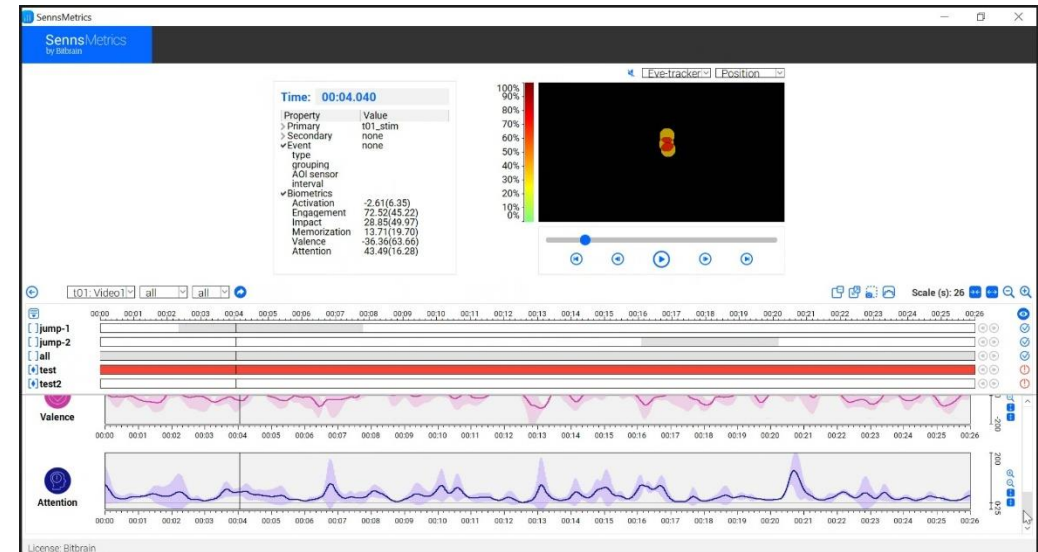 SennsMetrics
SennsMetrics
by Bitbrain
Eye-tracker Position
Time: 00:04.040
Property Value
Primary t01_stim
Secondary none
Event none
type
grouping
AOI sensor
interval
Biometrics
Activation -2.61(6.35)
Engagement 72.52(45.22)
Impact 28.85(49.97)
Memorization 13.71(19.70)
Valence -36.36(63.66)
Attention 43.49(16.28)
100%
90%
80%
70%
60%
50%
40%
30%
20%
10%
0%
t01: Video1 all all Scale (s): 26
00:00 00:01 00:02 00:03 00:04 00:05 00:06 00:07 00:08 00:09 00:10 00:11 00:12 00:13 00:14 00:15 00:16 00:17 00:18 00:19 00:20 00:21 00:22 00:23 00:24 00:25 00:26
[ ]jump-1
[ ]jump-2
[ ]all
test
test2
Valence
-200
00:00 00:01 00:02 00:03 00:04 00:05 00:06 00:07 00:08 00:09 00:10 00:11 00:12 00:13 00:14 00:15 00:16 00:17 00:18 00:19 00:20 00:21 00:22 00:23 00:24 00:25 00:26
200
Attention
00:00 00:01 00:02 00:03 00:04 00:05 00:06 00:07 00:08 00:09 00:10 00:11 00:12 00:13 00:14 00:15 00:16 00:17 00:18 00:19 00:20 00:21 00:22 00:23 00:24 00:25 00:26
License: Bitbrain